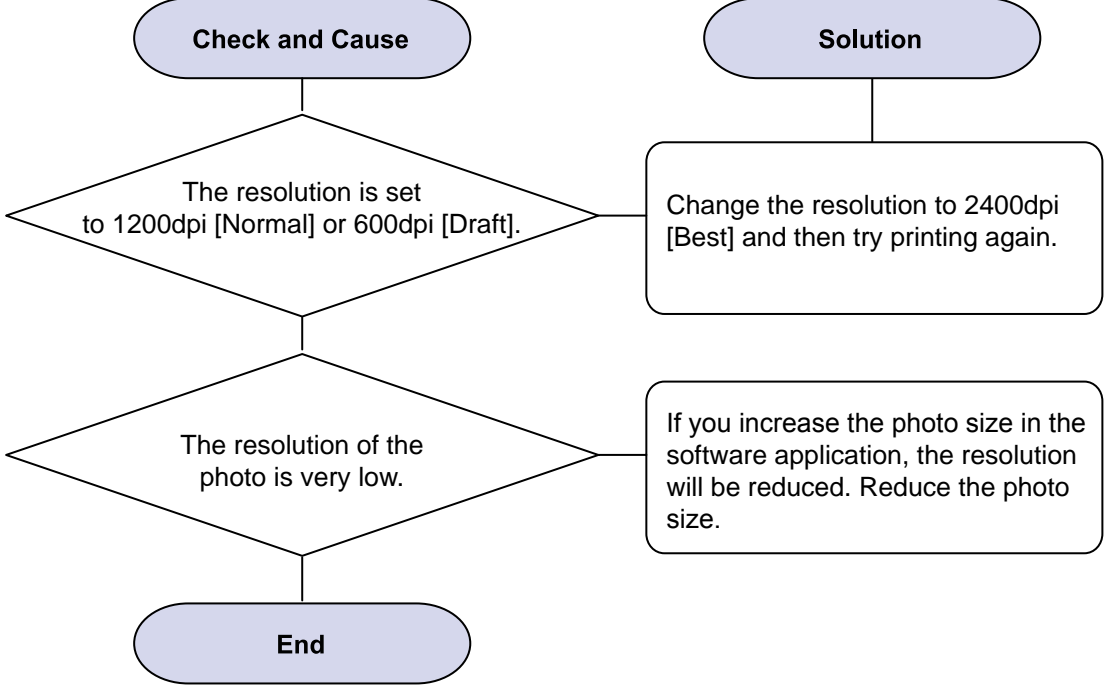 Check and Cause
Solution
The resolution is set
to 1200dpi [Normal] or 600dpi [Draft].
Change the resolution to 2400dpi
[Best] and then try printing again.
The resolution of the
photo is very low.
If you increase the photo size in the
software application, the resolution
will be reduced. Reduce the photo
size.
End